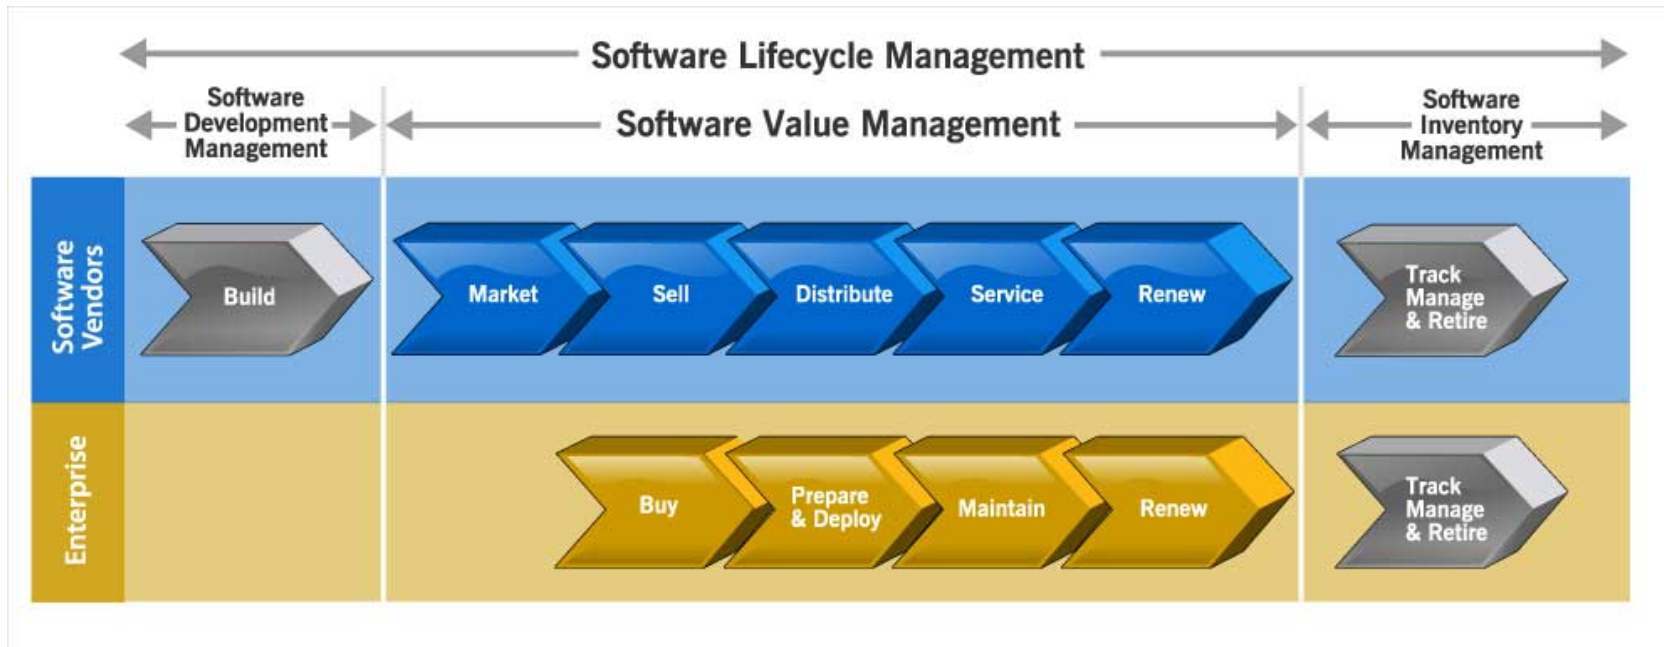 Software Lifecycle Management
Software
Development
Management
Software Value Management
Software
Inventory
Management
Software
Vendors
Build
Market
Sell
Distribute
Service
Renew
Track
Manage
& Retire
Enterprise
Buy
Prepare
& Deploy
Maintain
Renew
Track
Manage
& Retire